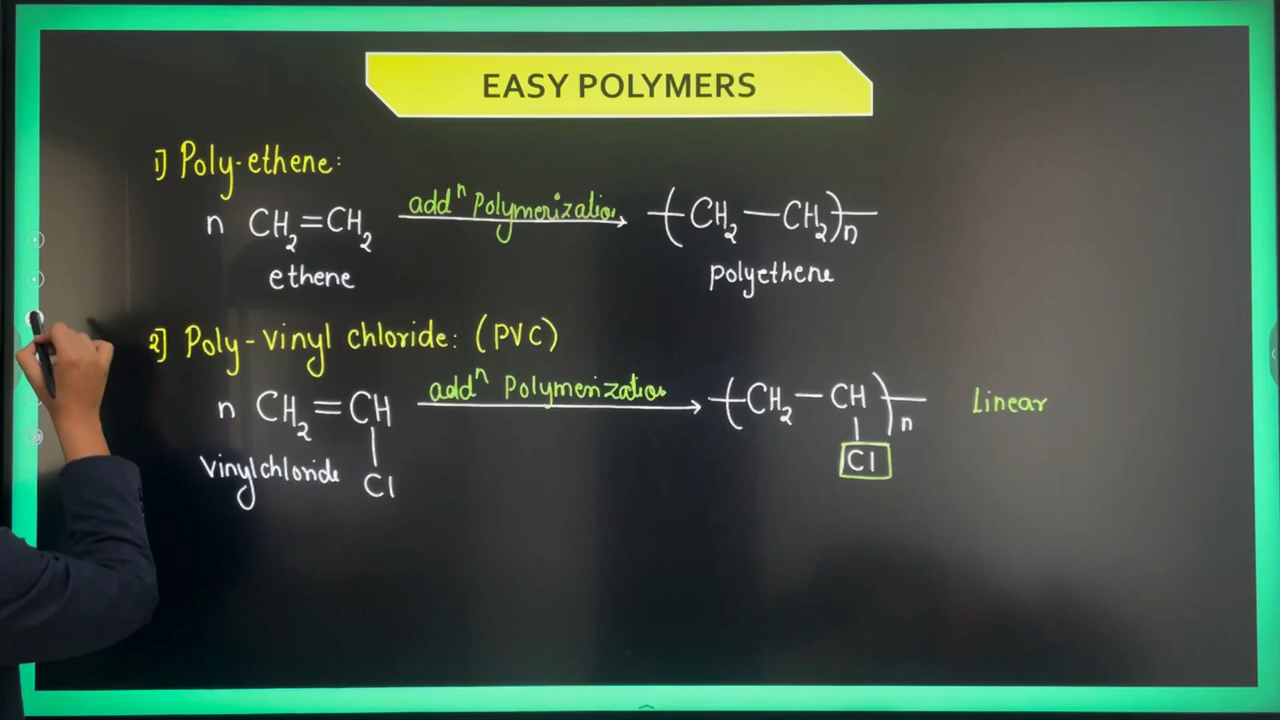 EASY POLYMERS
1] Poly-ethene:
n CH₂=CH₂ addⁿ Polymerization —(CH₂—CH₂)—n
ethene polyethene
2] Poly-vinyl chloride: (PVC)
n CH₂=CH addⁿ Polymerization —(CH₂—CH)—n Linear
vinylchloride Cl Cl